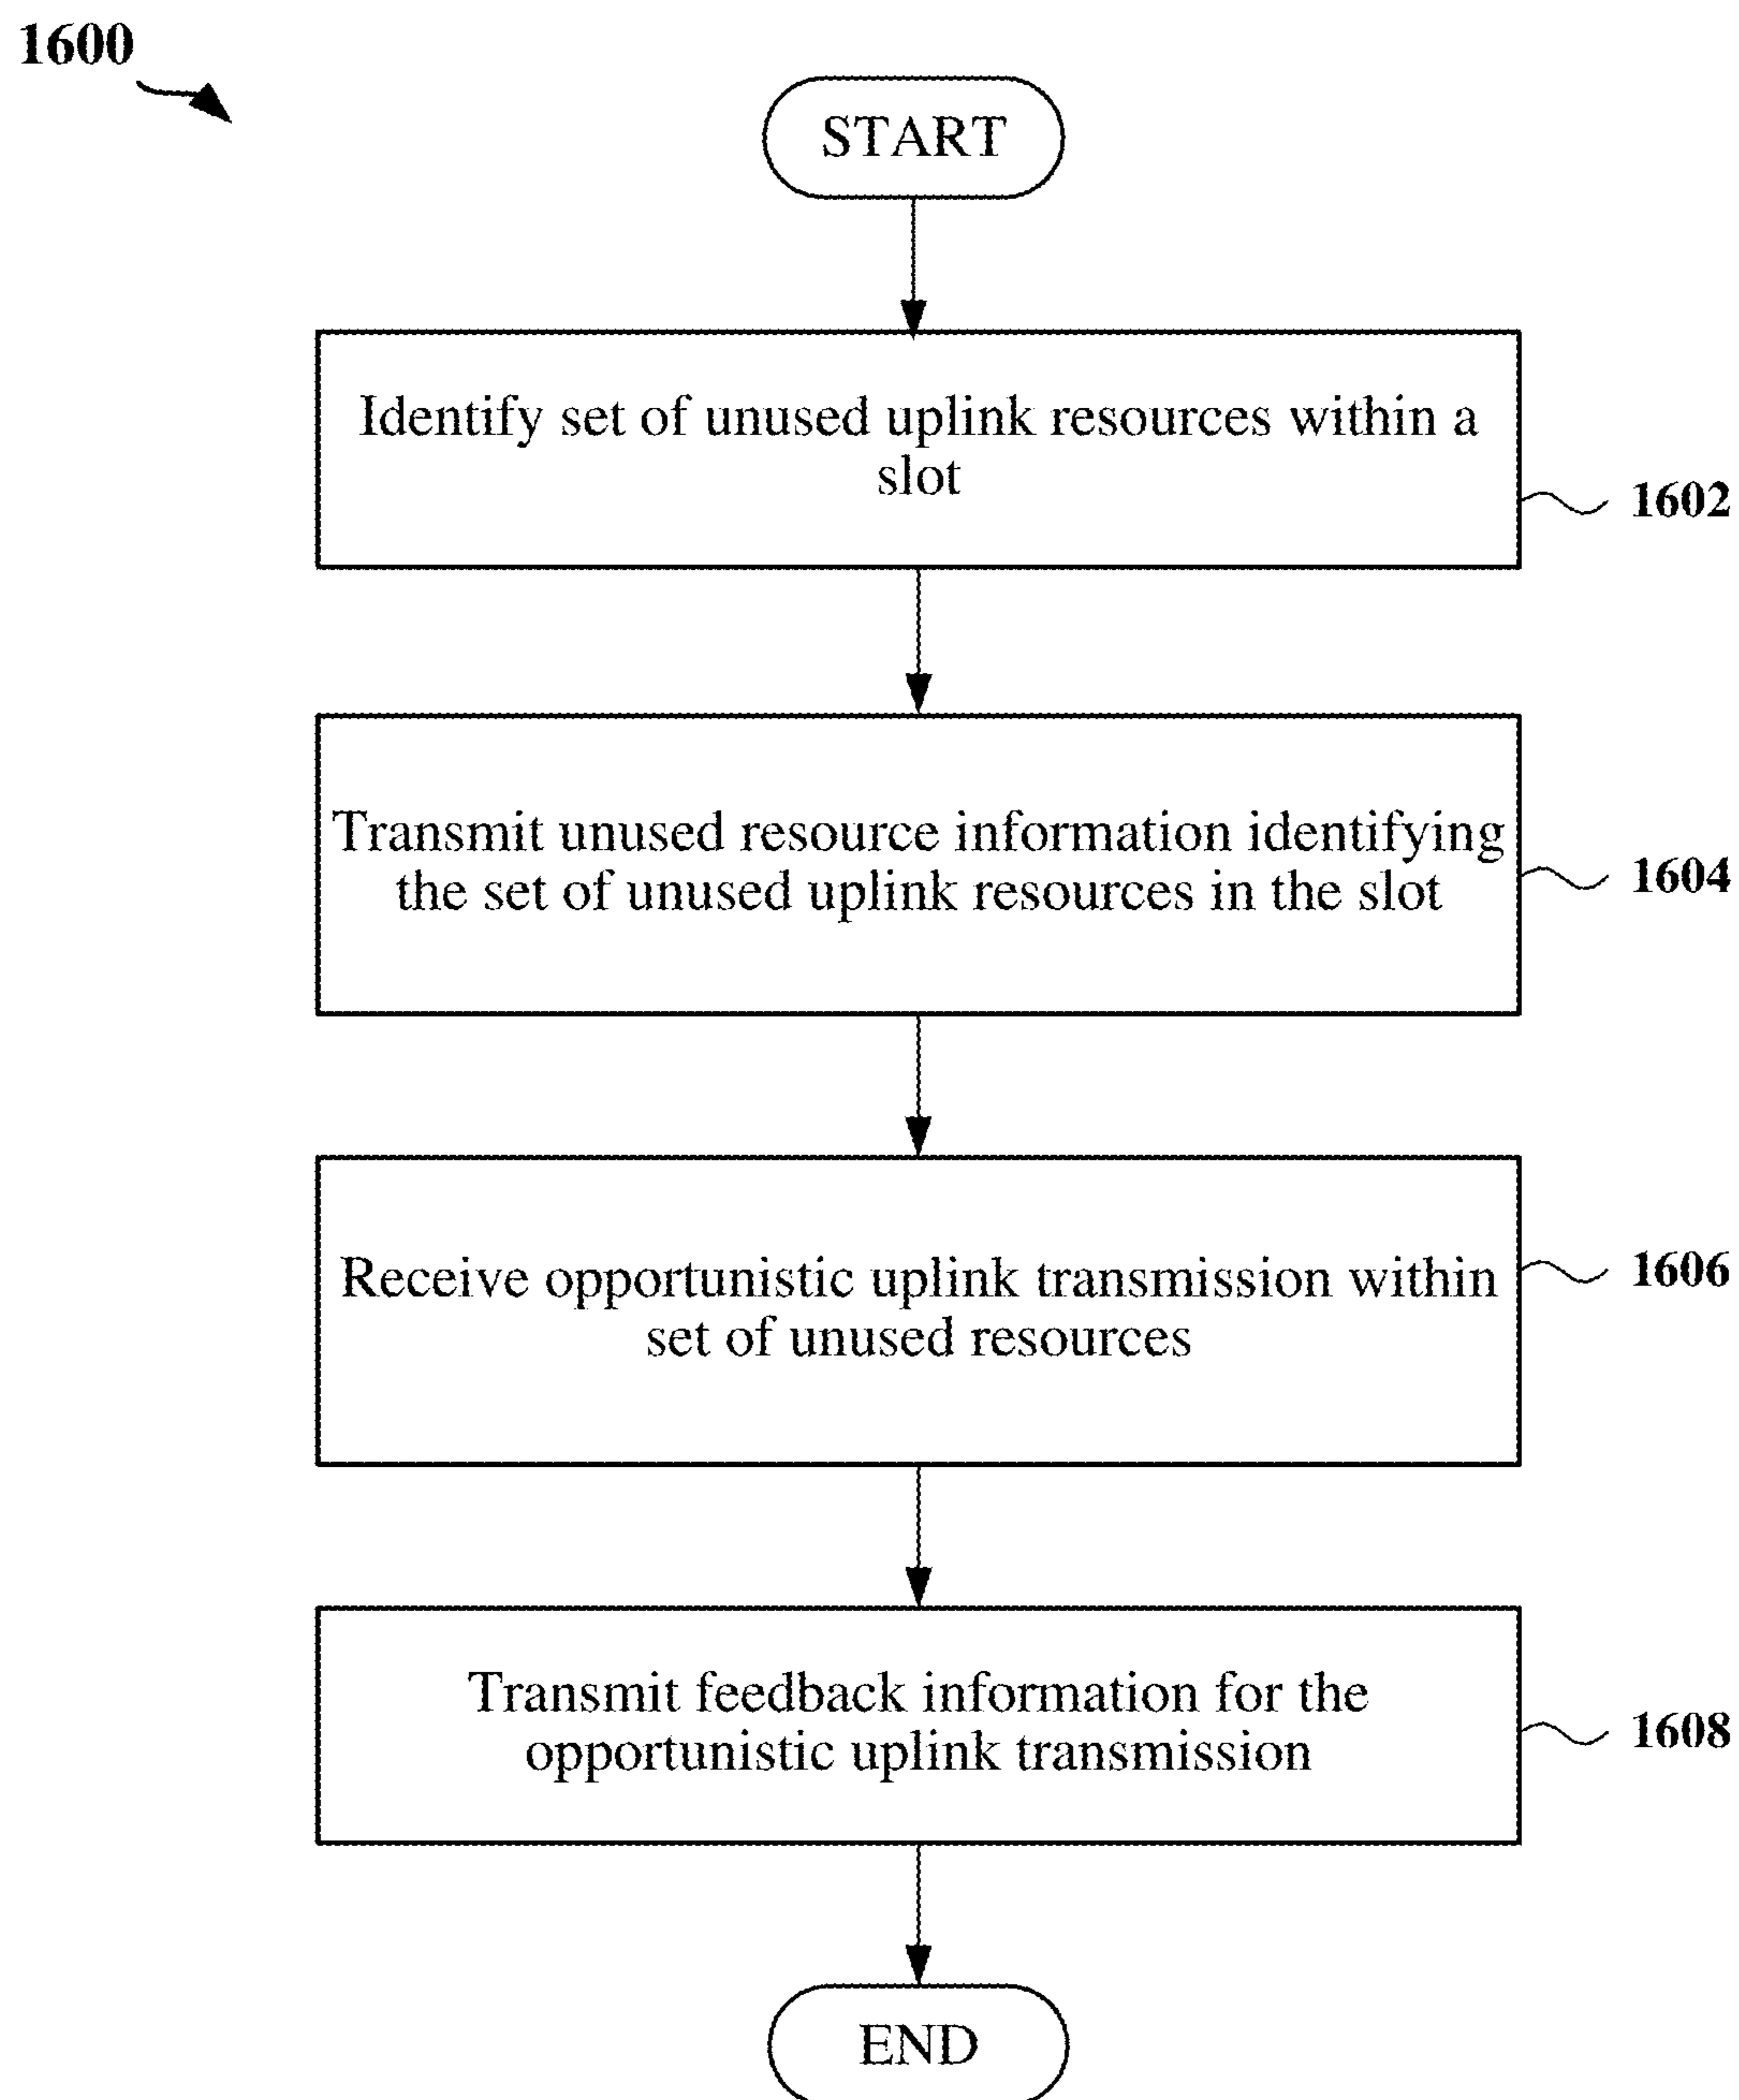 1600
START
Identify set of unused uplink resources within a
slot
1602
Transmit unused resource information identifying
the set of unused uplink resources in the slot
1604
Receive opportunistic uplink transmission within
set of unused resources
1606
Transmit feedback information for the
opportunistic uplink transmission
1608
END